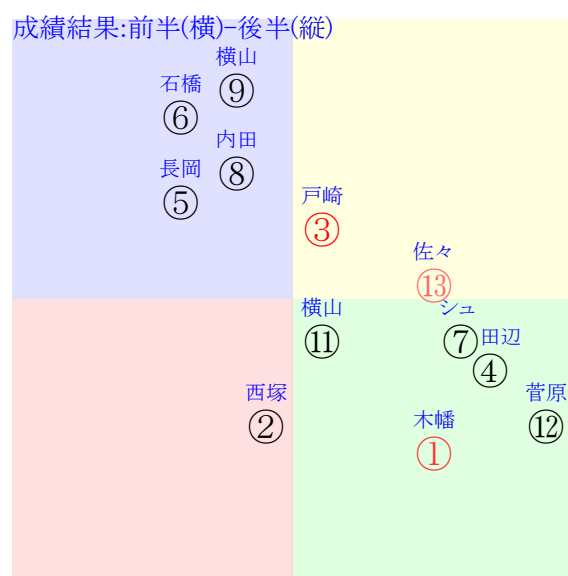 成績結果:前半(横)-後半(縦)
横山
⑨
石橋
⑥
内田
⑧
長岡
⑤
戸崎
③
佐々
⑬
横山
⑪
シュ
⑦
田辺
④
西塚
②
菅原
⑫
木幡
①